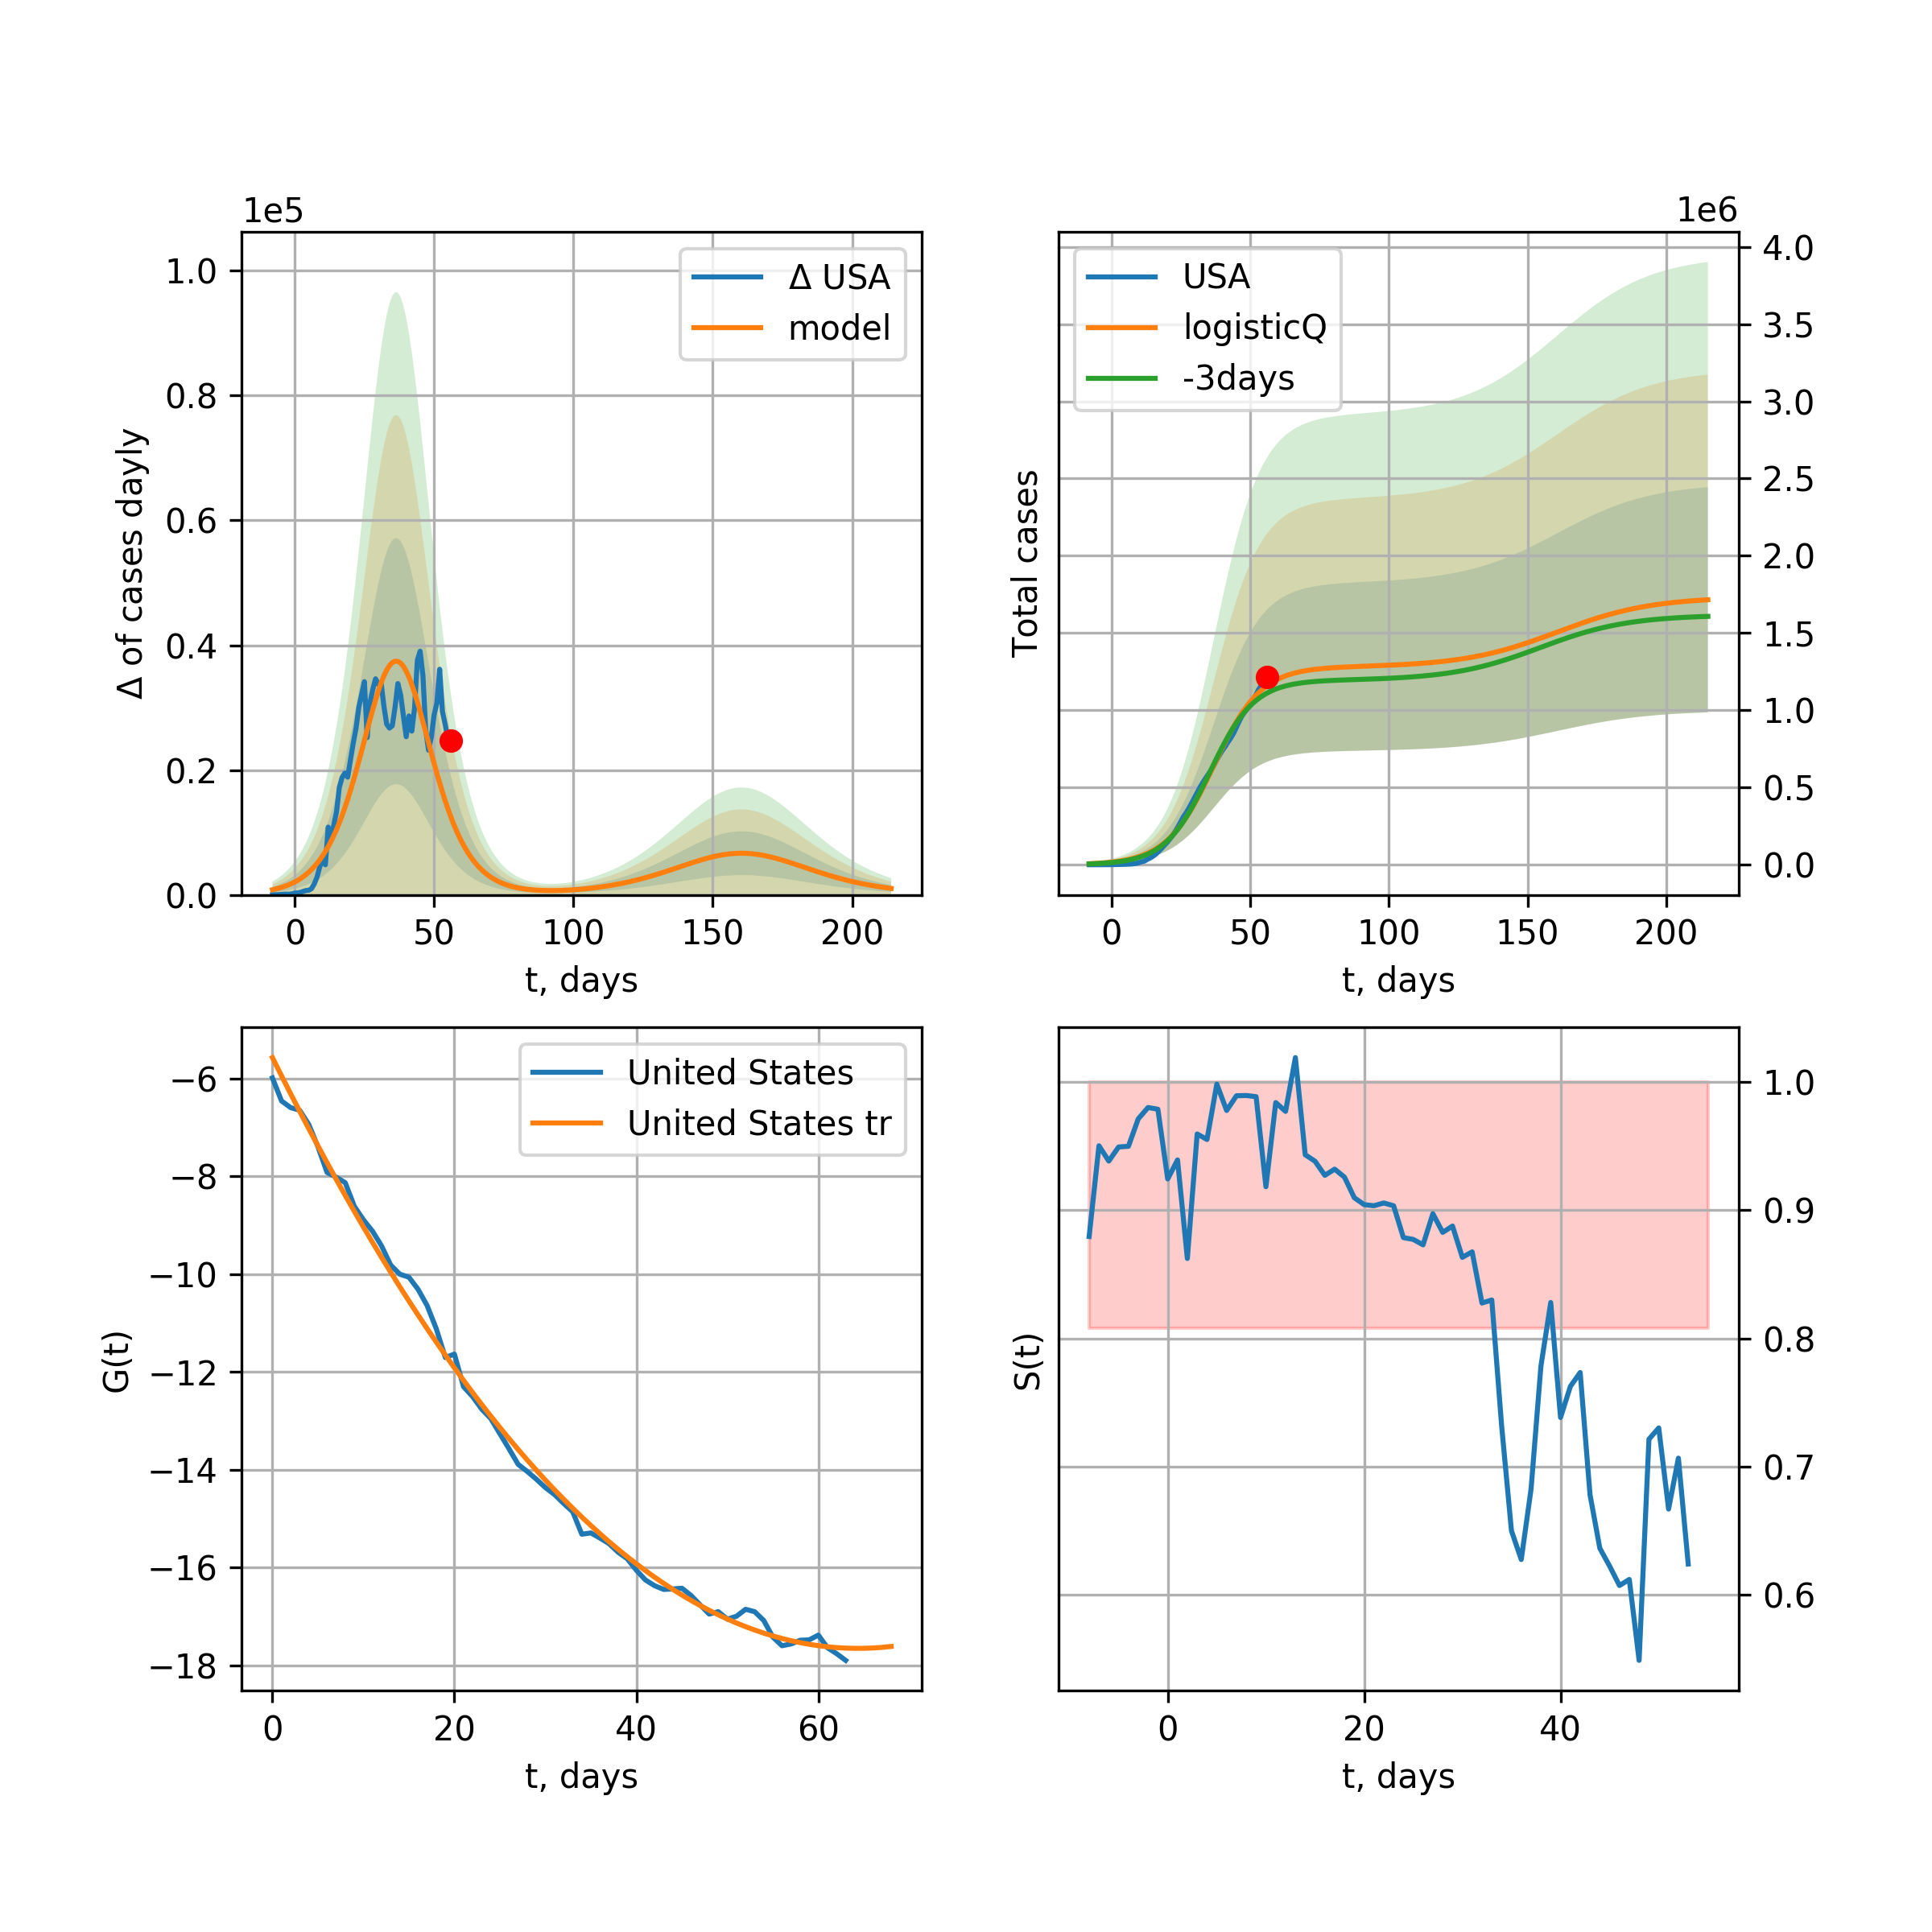 1e5
Δ of cases dayly
1.0
0.8
0.6
0.4
0.2
0.0
0 50 100 150 200
t, days
Δ USA
model
1e6
Total cases
4.0
3.5
3.0
2.5
2.0
1.5
1.0
0.5
0.0
0 50 100 150 200
t, days
USA
logisticQ
-3days
G(t)
−6
−8
−10
−12
−14
−16
−18
0 20 40 60
t, days
United States
United States tr
S(t)
1.0
0.9
0.8
0.7
0.6
0 20 40
t, days